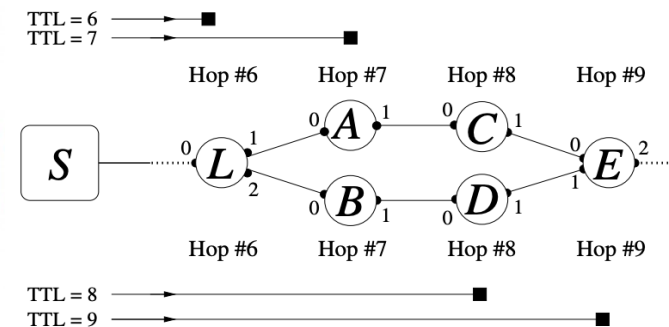 TTL = 6
TTL = 7
Hop #6 Hop #7 Hop #8 Hop #9
S 0 L 1 2 0 A 1 0 C 1 0 E 2 1
0 B 1 0 D 1
Hop #6 Hop #7 Hop #8 Hop #9
TTL = 8
TTL = 9